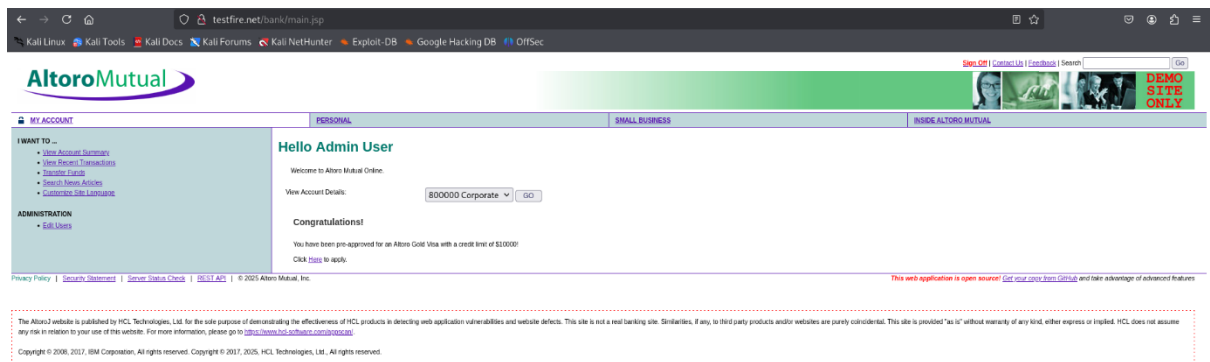 testfire.net/bank/main.jsp
Kali Linux Kali Tools Kali Docs Kali Forums Kali NetHunter Exploit-DB Google Hacking DB OffSec
Sign Off | Contact Us | Feedback | Search Go
AltoroMutual
DEMO
SITE
ONLY
MY ACCOUNT PERSONAL SMALL BUSINESS INSIDE ALTORO MUTUAL
I WANT TO ...
View Account Summary
View Recent Transactions
Transfer Funds
Search News Articles
Customize Site Language
ADMINISTRATION
Edit Users
Hello Admin User
Welcome to Altoro Mutual Online.
View Account Details: 800000 Corporate GO
Congratulations!
You have been pre-approved for an Altoro Gold Visa with a credit limit of $10000!
Click Here to apply.
Privacy Policy | Security Statement | Server Status Check | REST API | © 2025 Altoro Mutual, Inc. This web application is open source! Get your copy from GitHub and take advantage of advanced features
The AltoroJ website is published by HCL Technologies, Ltd. for the sole purpose of demonstrating the effectiveness of HCL products in detecting web application vulnerabilities and website defects. This site is not a real banking site. Similarities, if any, to third party products and/or websites are purely coincidental. This site is provided "as is" without warranty of any kind, either express or implied. HCL does not assume
any risk in relation to your use of this website. For more information, please go to https://www.hcl-software.com/appscan/.
Copyright © 2008, 2017, IBM Corporation, All rights reserved. Copyright © 2017, 2025, HCL Technologies, Ltd., All rights reserved.